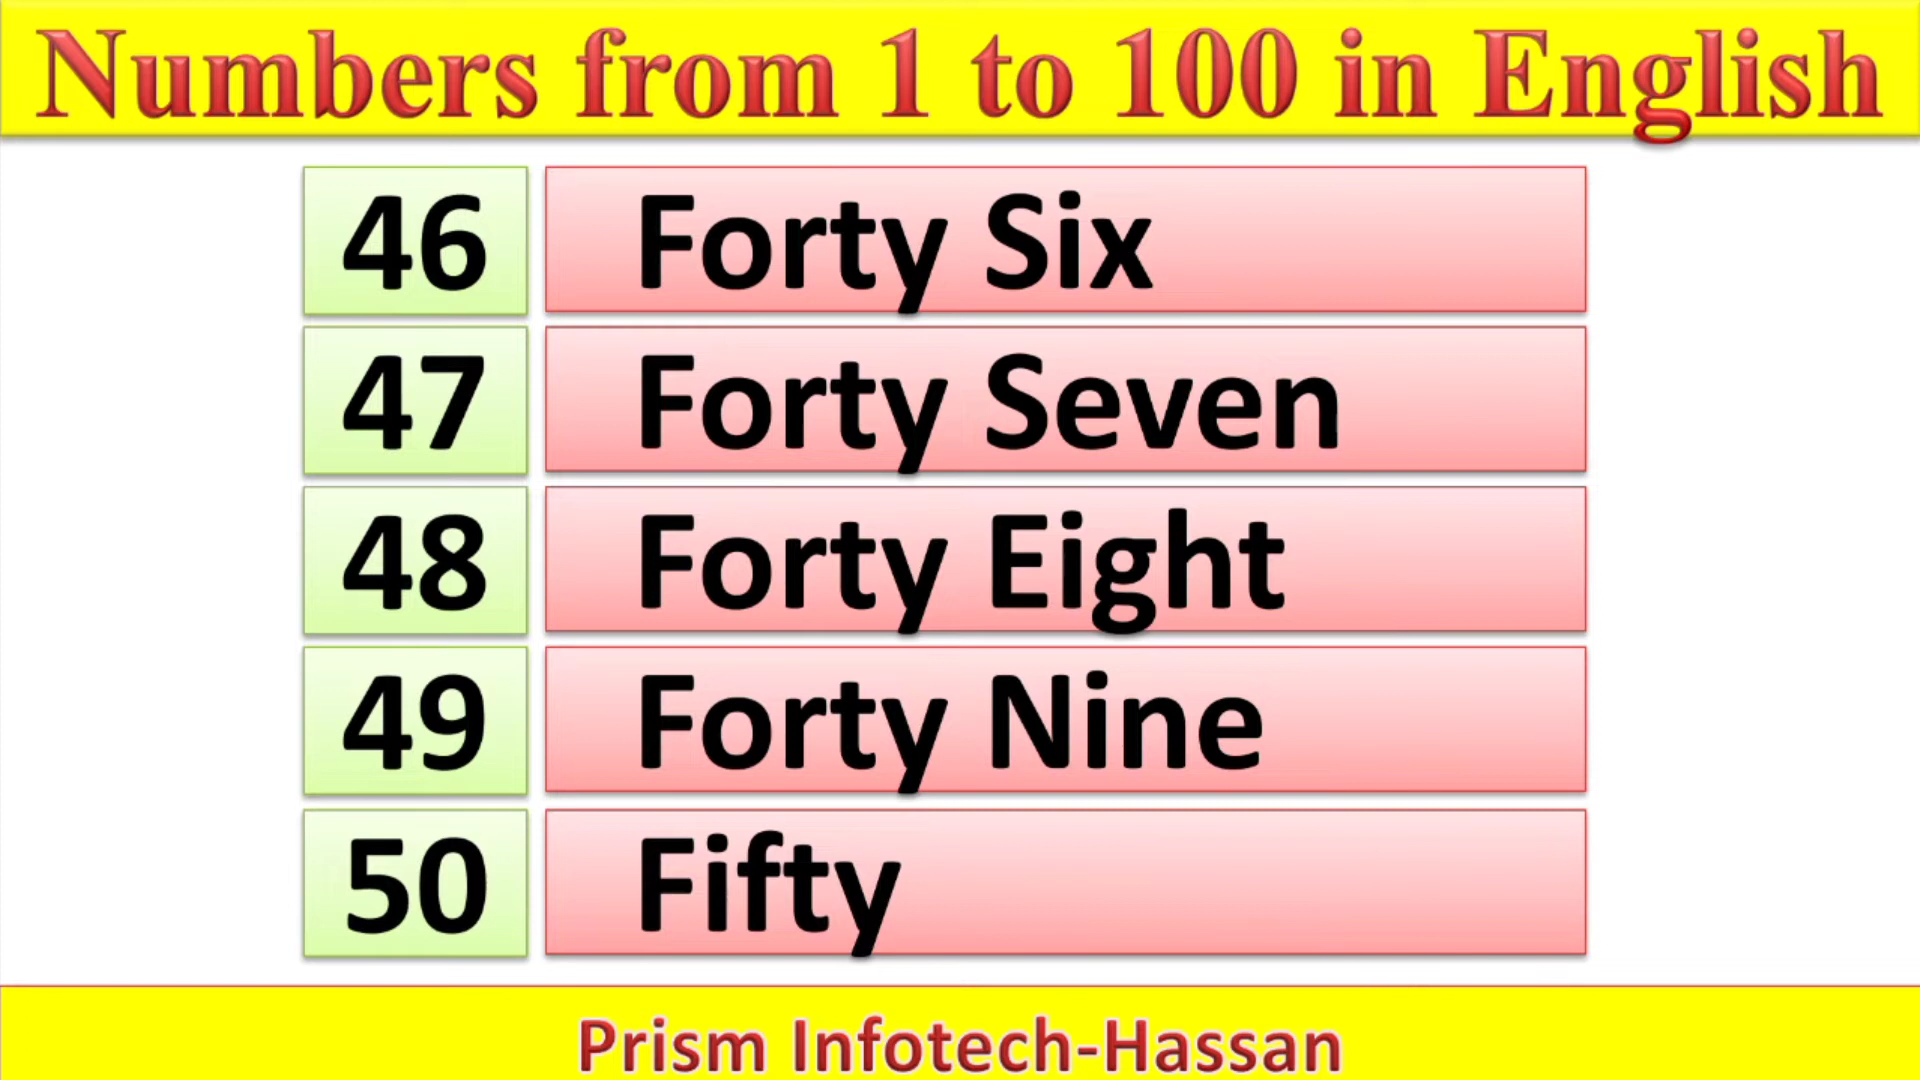 Numbers from 1 to 100 in English
46 Forty Six
47 Forty Seven
48 Forty Eight
49 Forty Nine
50 Fifty
Prism Infotech-Hassan